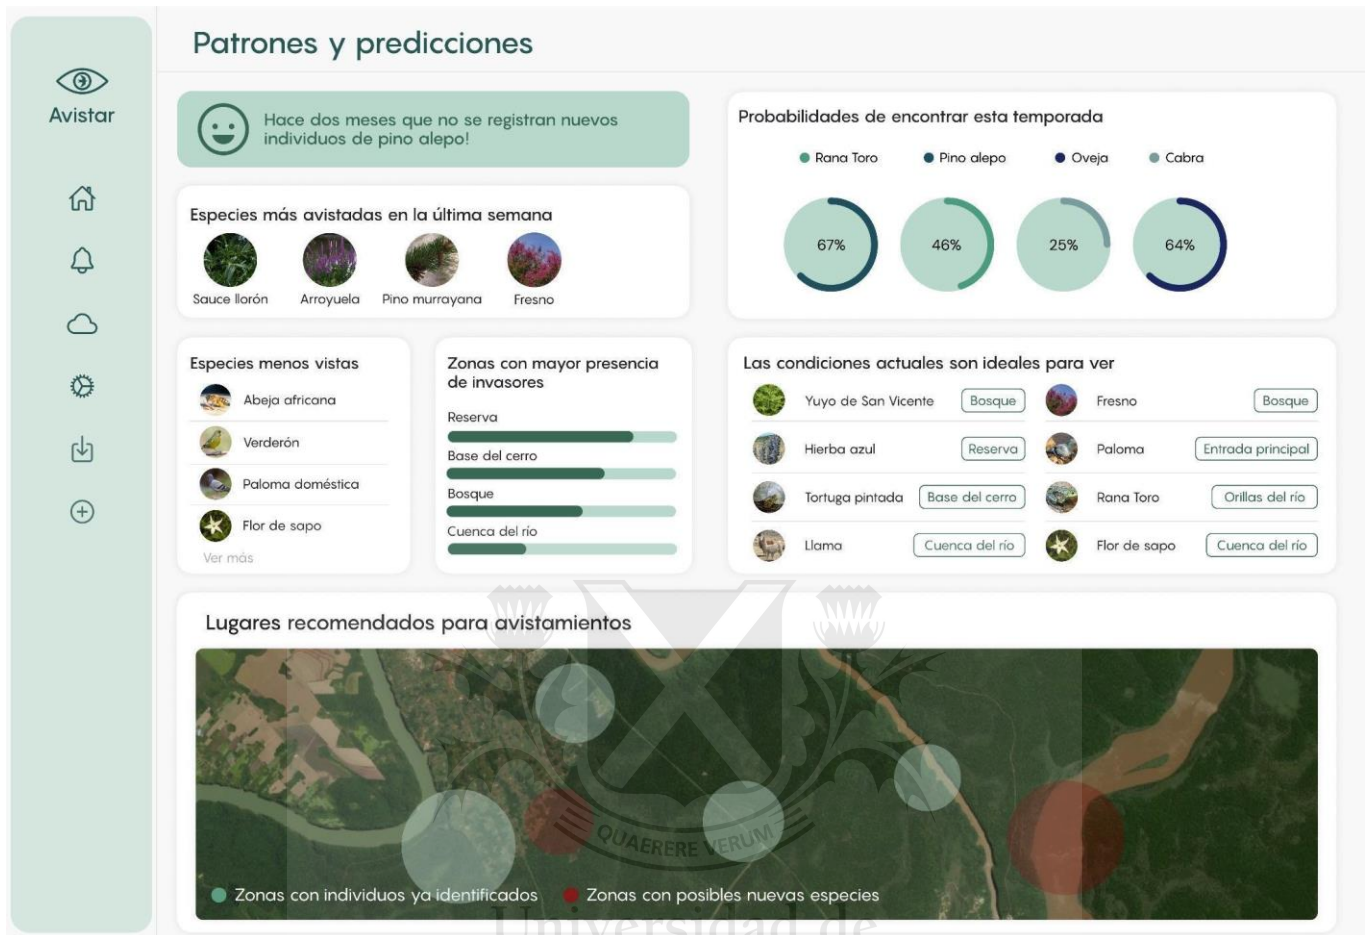 Patrones y predicciones
Avistar
Hace dos meses que no se registran nuevos
individuos de pino alepo!
Especies más avistadas en la última semana
Sauce llorón
Arroyuela
Pino murrayana
Fresno
Probabilidades de encontrar esta temporada
Rana Toro
Pino alepo
Oveja
Cabra
67%
46%
25%
64%
Especies menos vistas
Abeja africana
Verderón
Paloma doméstica
Flor de sapo
Ver más
Zonas con mayor presencia
de invasores
Reserva
Base del cerro
Bosque
Cuenca del río
Las condiciones actuales son ideales para ver
Yuyo de San Vicente
Bosque
Hierba azul
Reserva
Tortuga pintada
Base del cerro
Llama
Cuenca del río
Fresno
Bosque
Paloma
Entrada principal
Rana Toro
Orillas del río
Flor de sapo
Cuenca del río
Lugares recomendados para avistamientos
QUAERERE VERUM
Zonas con individuos ya identificados
Zonas con posibles nuevas especies
Universidad de